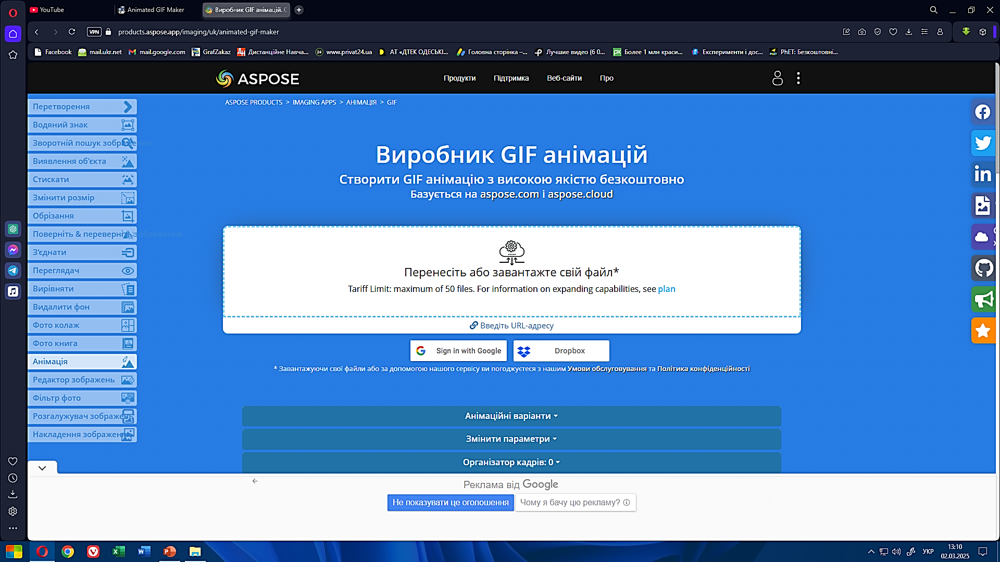 YouTube
Animated GIF Maker
Виробник GIF анімацій. С
VPN
products.aspose.app/imaging/uk/animated-gif-maker
Facebook
mail.ukr.net
mail.google.com
GrafZakaz
Дистанційне Навча...
www.privat24.ua
АТ «ДТЕК ОДЕСЬКІ...
Головна сторінка –...
Лучшие видео (6 0...
Более 1 млн краси...
Експерименти і дос...
PhET: Безкоштовні...
ASPOSE
Продукти
Підтримка
Веб-сайти
Про
ASPOSE PRODUCTS > IMAGING APPS > АНІМАЦІЯ > GIF
Перетворення
Водяний знак
Зворотній пошук зображення
Виявлення об'єкта
Стискати
Змінити розмір
Обрізання
Поверніть & переверніть зображення
З’єднати
Переглядач
Вирівняти
Видалити фон
Фото колаж
Фото книга
Анімація
Редактор зображень
Фільтр фото
Розгалужувач зображень
Накладення зображення
Виробник GIF анімацій
Створити GIF анімацію з високою якістю безкоштовно
Базується на aspose.com і aspose.cloud
Перенесіть або завантажте свій файл*
Tariff Limit: maximum of 50 files. For information on expanding capabilities, see plan
Введіть URL-адресу
Sign in with Google
Dropbox
* Завантажуючи свої файли або за допомогою нашого сервісу ви погоджуєтеся з нашим Умови обслуговування та Політика конфіденційності
Анімаційні варіанти
Змінити параметри
Організатор кадрів: 0
Реклама від Google
Не показувати це оголошення
Чому я бачу цю рекламу?
УКР
13:10
02.03.2025